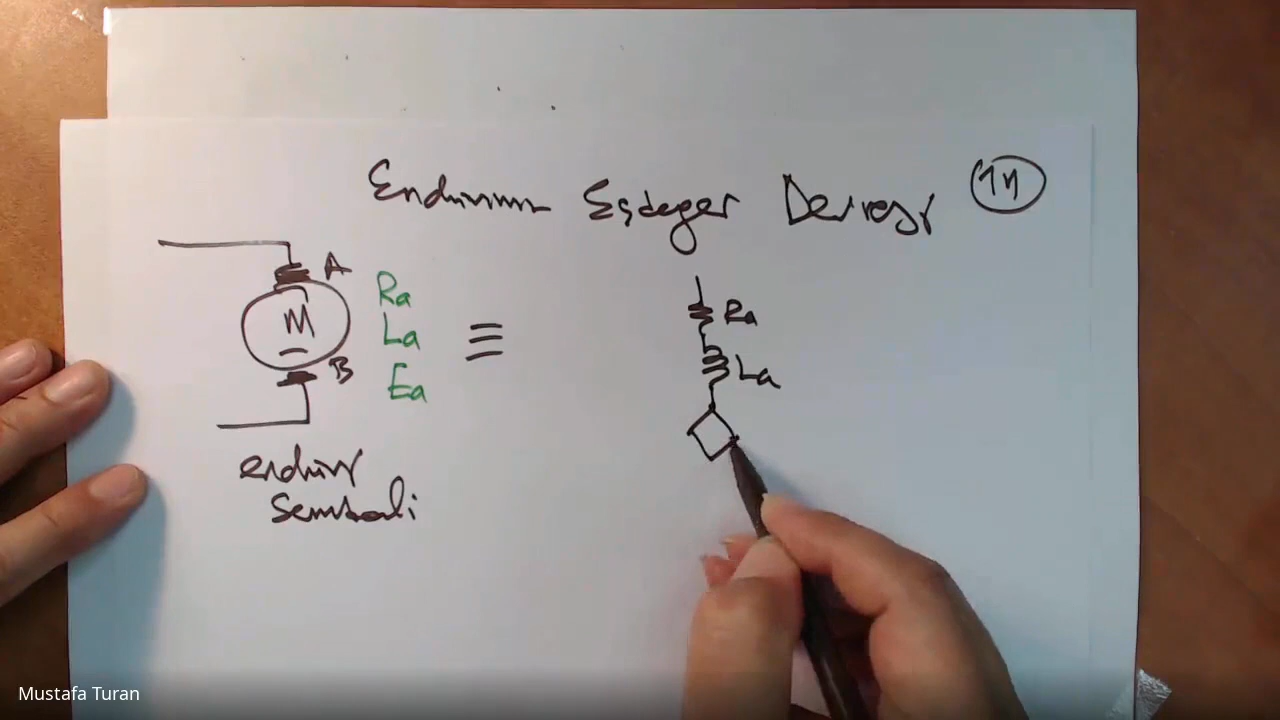 Endüvinin Eşdeğer Devresi 14
A
M
B
Ra
La
Ea
≡
Ra
La
endüvi
Sembolü
Mustafa Turan